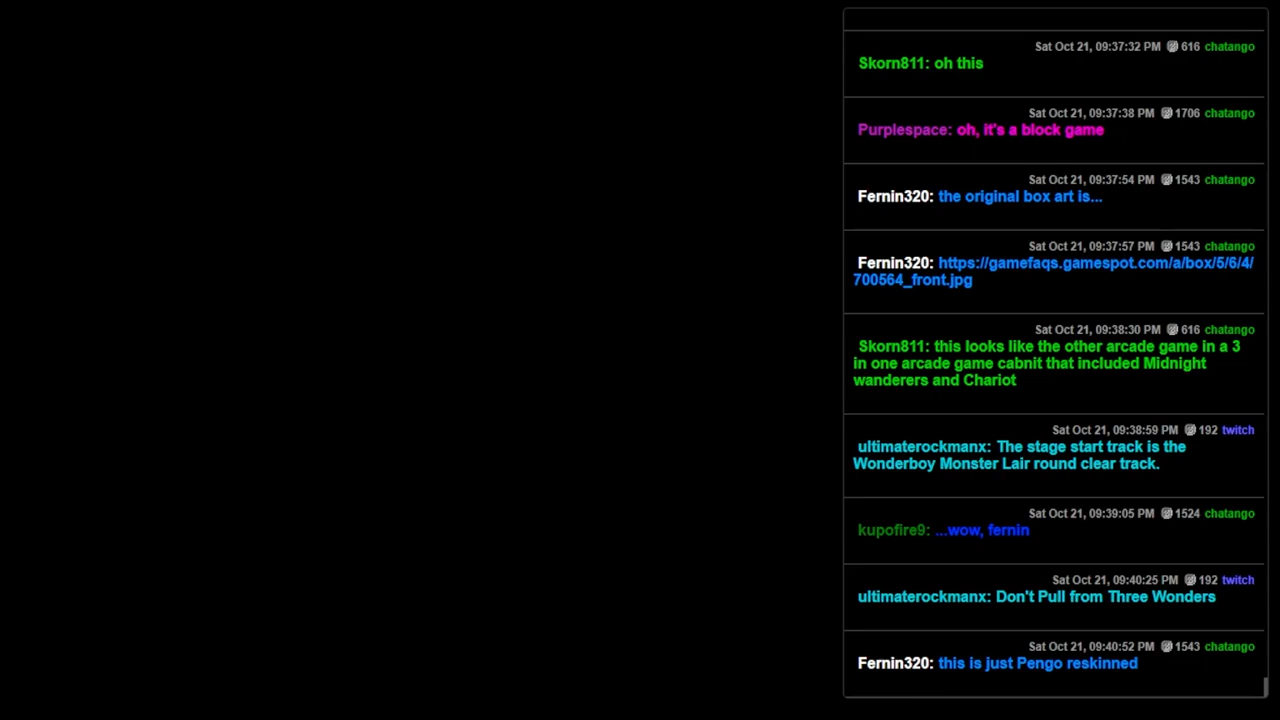 Sat Oct 21, 09:37:32 PM 616 chatango
Skorn811: oh this
Sat Oct 21, 09:37:38 PM 1706 chatango
Purplespace: oh, it's a block game
Sat Oct 21, 09:37:54 PM 1543 chatango
Fernin320: the original box art is...
Sat Oct 21, 09:37:57 PM 1543 chatango
Fernin320: https://gamefaqs.gamespot.com/a/box/5/6/4/
700564_front.jpg
Sat Oct 21, 09:38:30 PM 616 chatango
Skorn811: this looks like the other arcade game in a 3
in one arcade game cabnit that included Midnight
wanderers and Chariot
Sat Oct 21, 09:38:59 PM 192 twitch
ultimaterockmanx: The stage start track is the
Wonderboy Monster Lair round clear track.
Sat Oct 21, 09:39:05 PM 1524 chatango
kupofire9: ...wow, fernin
Sat Oct 21, 09:40:25 PM 192 twitch
ultimaterockmanx: Don't Pull from Three Wonders
Sat Oct 21, 09:40:52 PM 1543 chatango
Fernin320: this is just Pengo reskinned